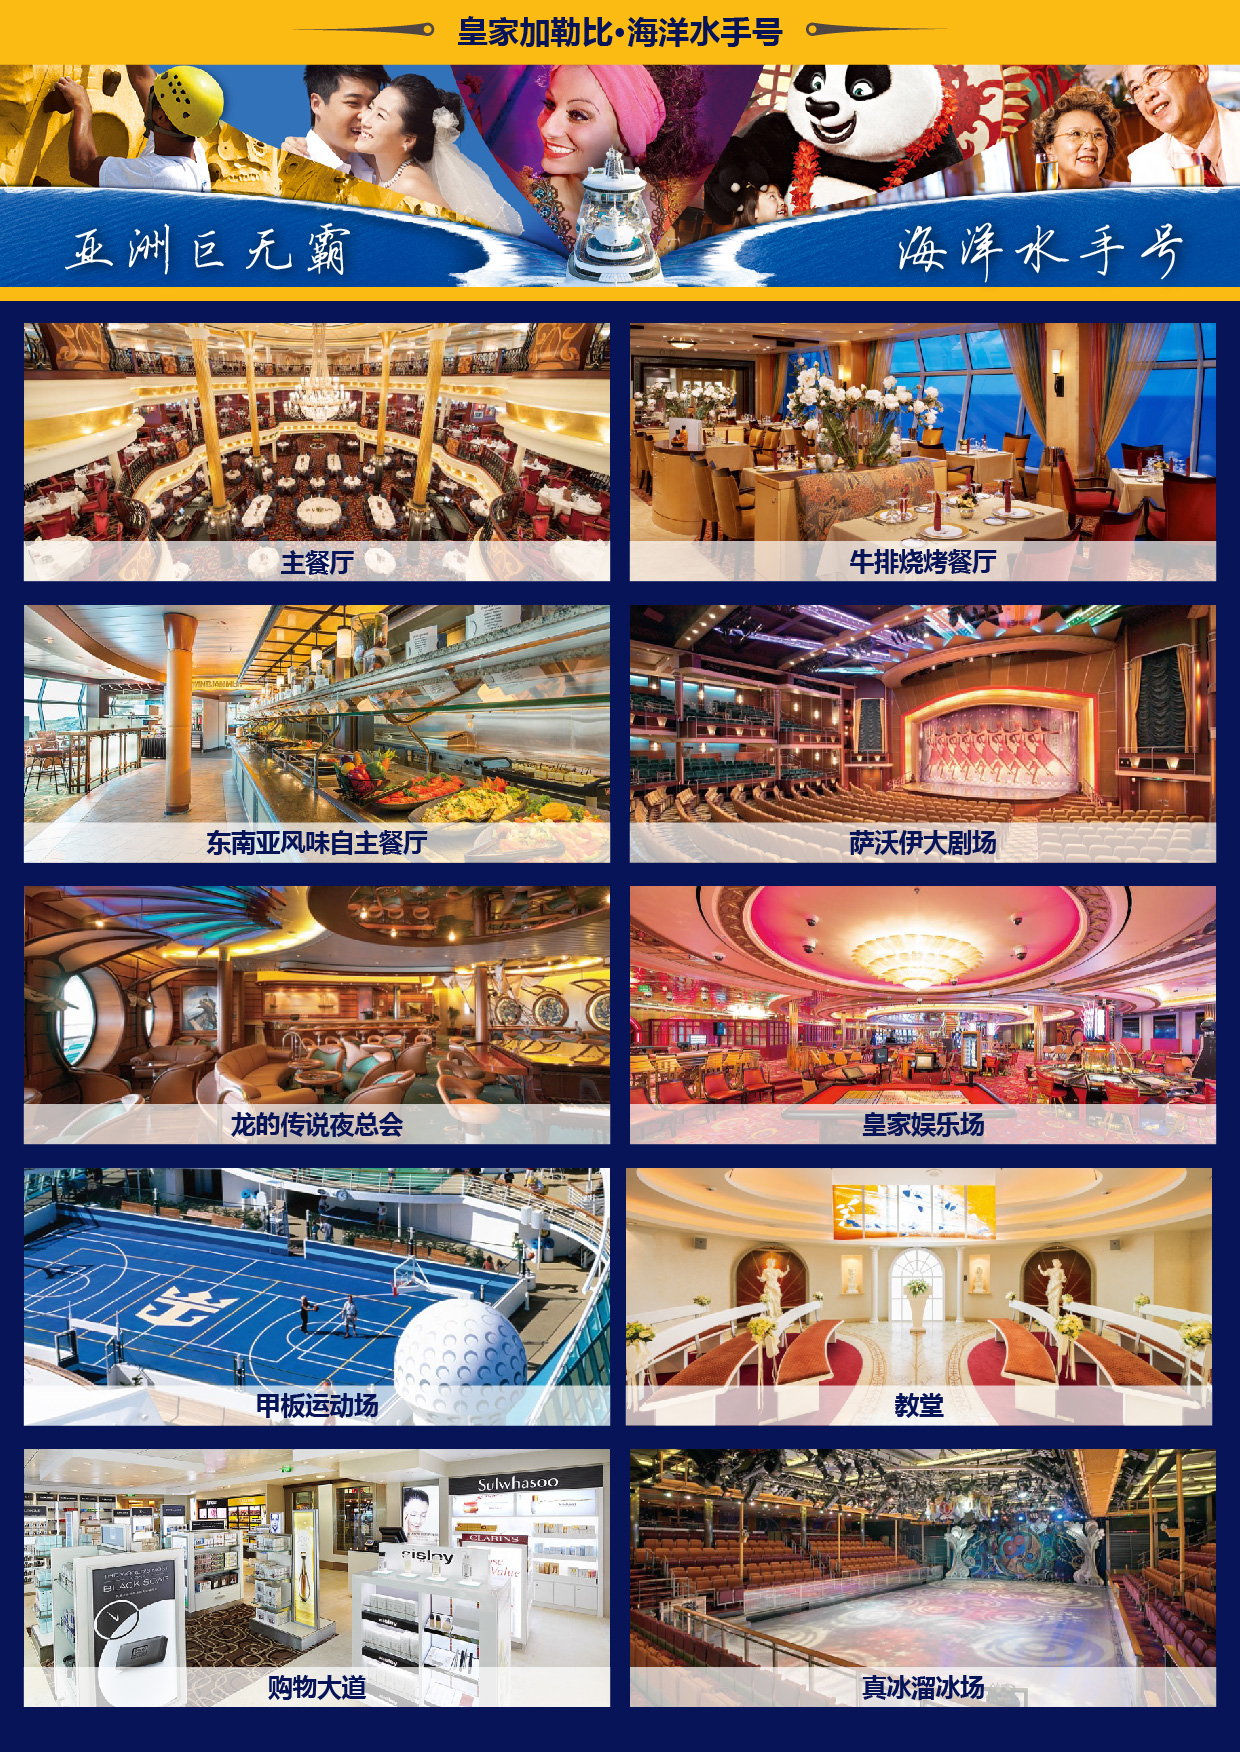 皇家加勒比·海洋水手号
亚洲巨无霸
海洋水手号
主餐厅
牛排烧烤餐厅
东南亚风味自主餐厅
萨沃伊大剧场
龙的传说夜总会
皇家娱乐场
甲板运动场
教堂
Sulwhasoo
CLARINS
sisley
Value
BLACK SOAP
sisley
购物大道
真冰溜冰场